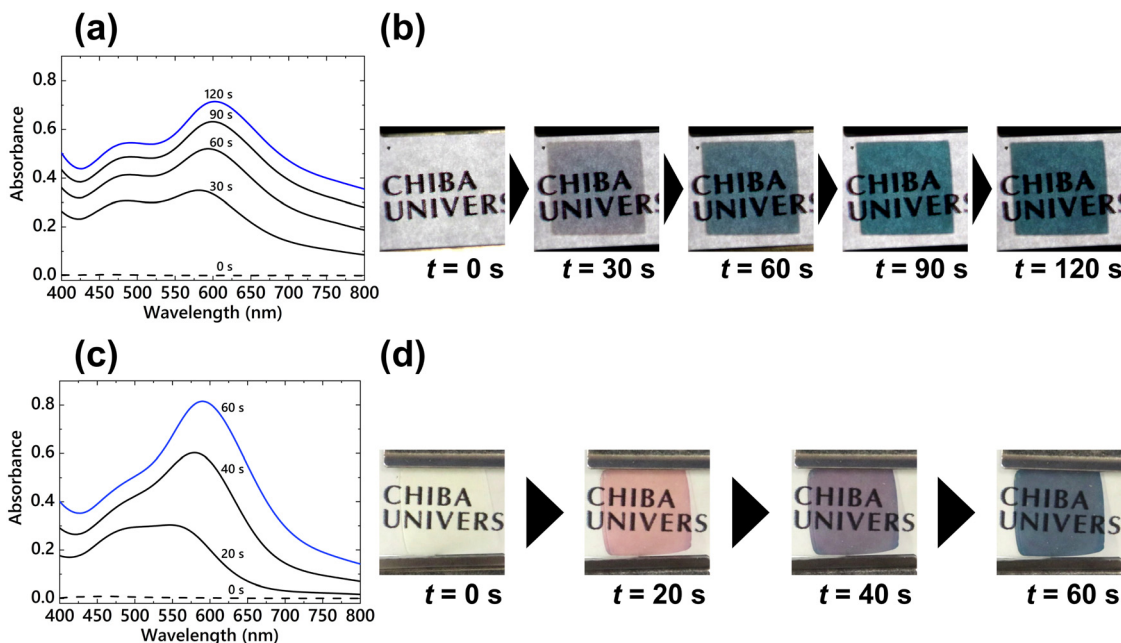 (a)
(b)
0.8
0.6
0.4
0.2
0.0
Absorbance
120 s
90 s
60 s
30 s
0 s
400 450 500 550 600 650 700 750 800
Wavelength (nm)
CHIBA
UNIVERS
CHIBA
UNIVERS
CHIBA
UNIVERS
CHIBA
UNIVERS
CHIBA
UNIVERS
t = 0 s
t = 30 s
t = 60 s
t = 90 s
t = 120 s
(c)
(d)
0.8
0.6
0.4
0.2
0.0
Absorbance
60 s
40 s
20 s
0 s
400 450 500 550 600 650 700 750 800
Wavelength (nm)
CHIBA
UNIVERS
CHIBA
UNIVERS
CHIBA
UNIVERS
CHIBA
UNIVERS
t = 0 s
t = 20 s
t = 40 s
t = 60 s